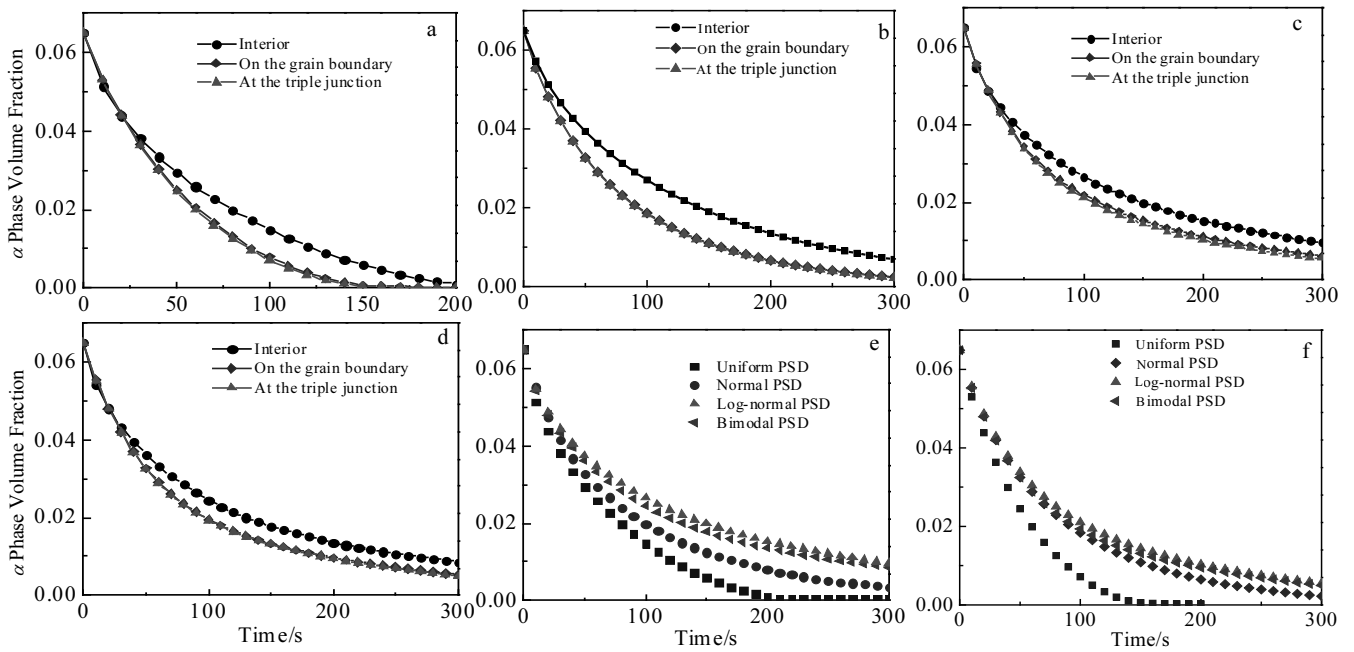 a
Interior
On the grain boundary
At the triple junction
0.06
0.04
0.02
0.00
0
50
100
150
200
α Phase Volume Fraction
b
Interior
On the grain boundary
At the triple junction
0.06
0.04
0.02
0.00
0
100
200
300
c
Interior
On the grain boundary
At the triple junction
0.06
0.04
0.02
0.00
0
100
200
300
d
Interior
On the grain boundary
At the triple junction
0.06
0.04
0.02
0.00
0
100
200
300
α Phase Volume Fraction
Time/s
e
Uniform PSD
Normal PSD
Log-normal PSD
Bimodal PSD
0.06
0.04
0.02
0.00
0
100
200
300
Time/s
f
Uniform PSD
Normal PSD
Log-normal PSD
Bimodal PSD
0.06
0.04
0.02
0.00
0
100
200
300
Time/s